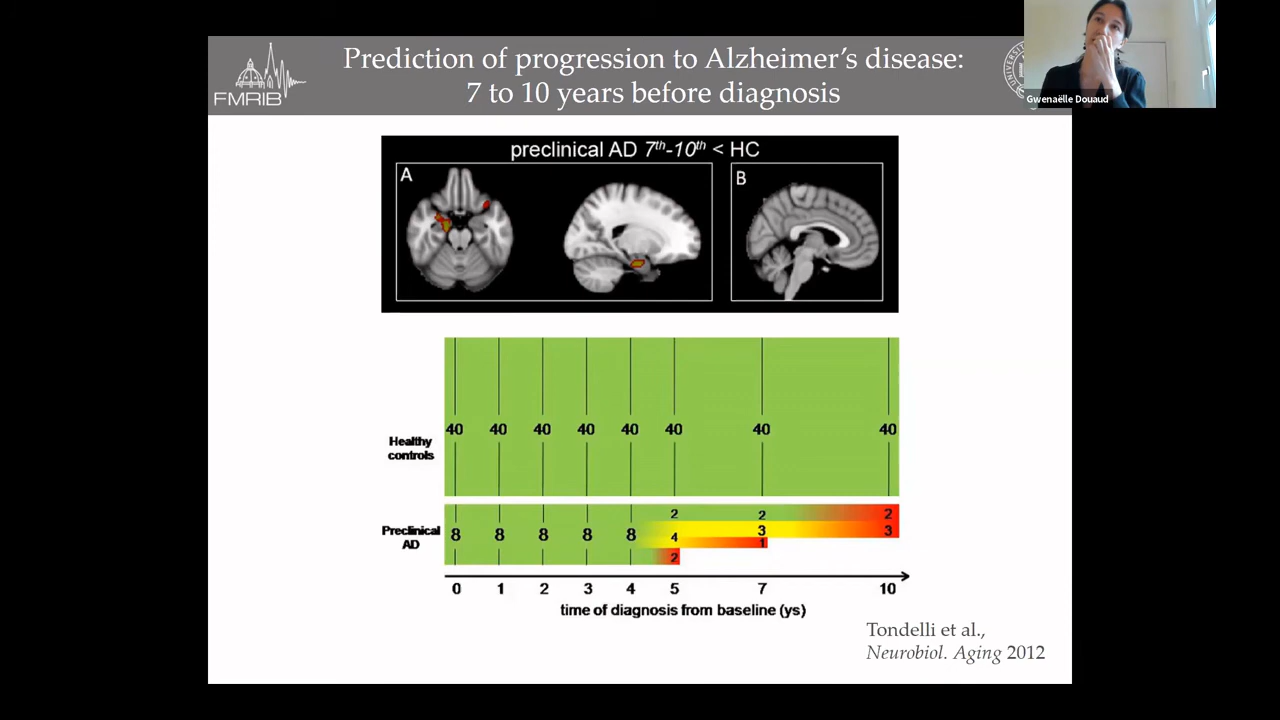 Prediction of progression to Alzheimer's disease:
7 to 10 years before diagnosis
FMRIB
Gwenaëlle Douaud
preclinical AD 7th-10th < HC
A
B
40 40 40 40 40 40 40 40
Healthy
controls
2 2 2
Preclinical
AD
8 8 8 8 8 4 3 3
2 1
0 1 2 3 4 5 7 10
time of diagnosis from baseline (ys)
Tondelli et al.,
Neurobiol. Aging 2012